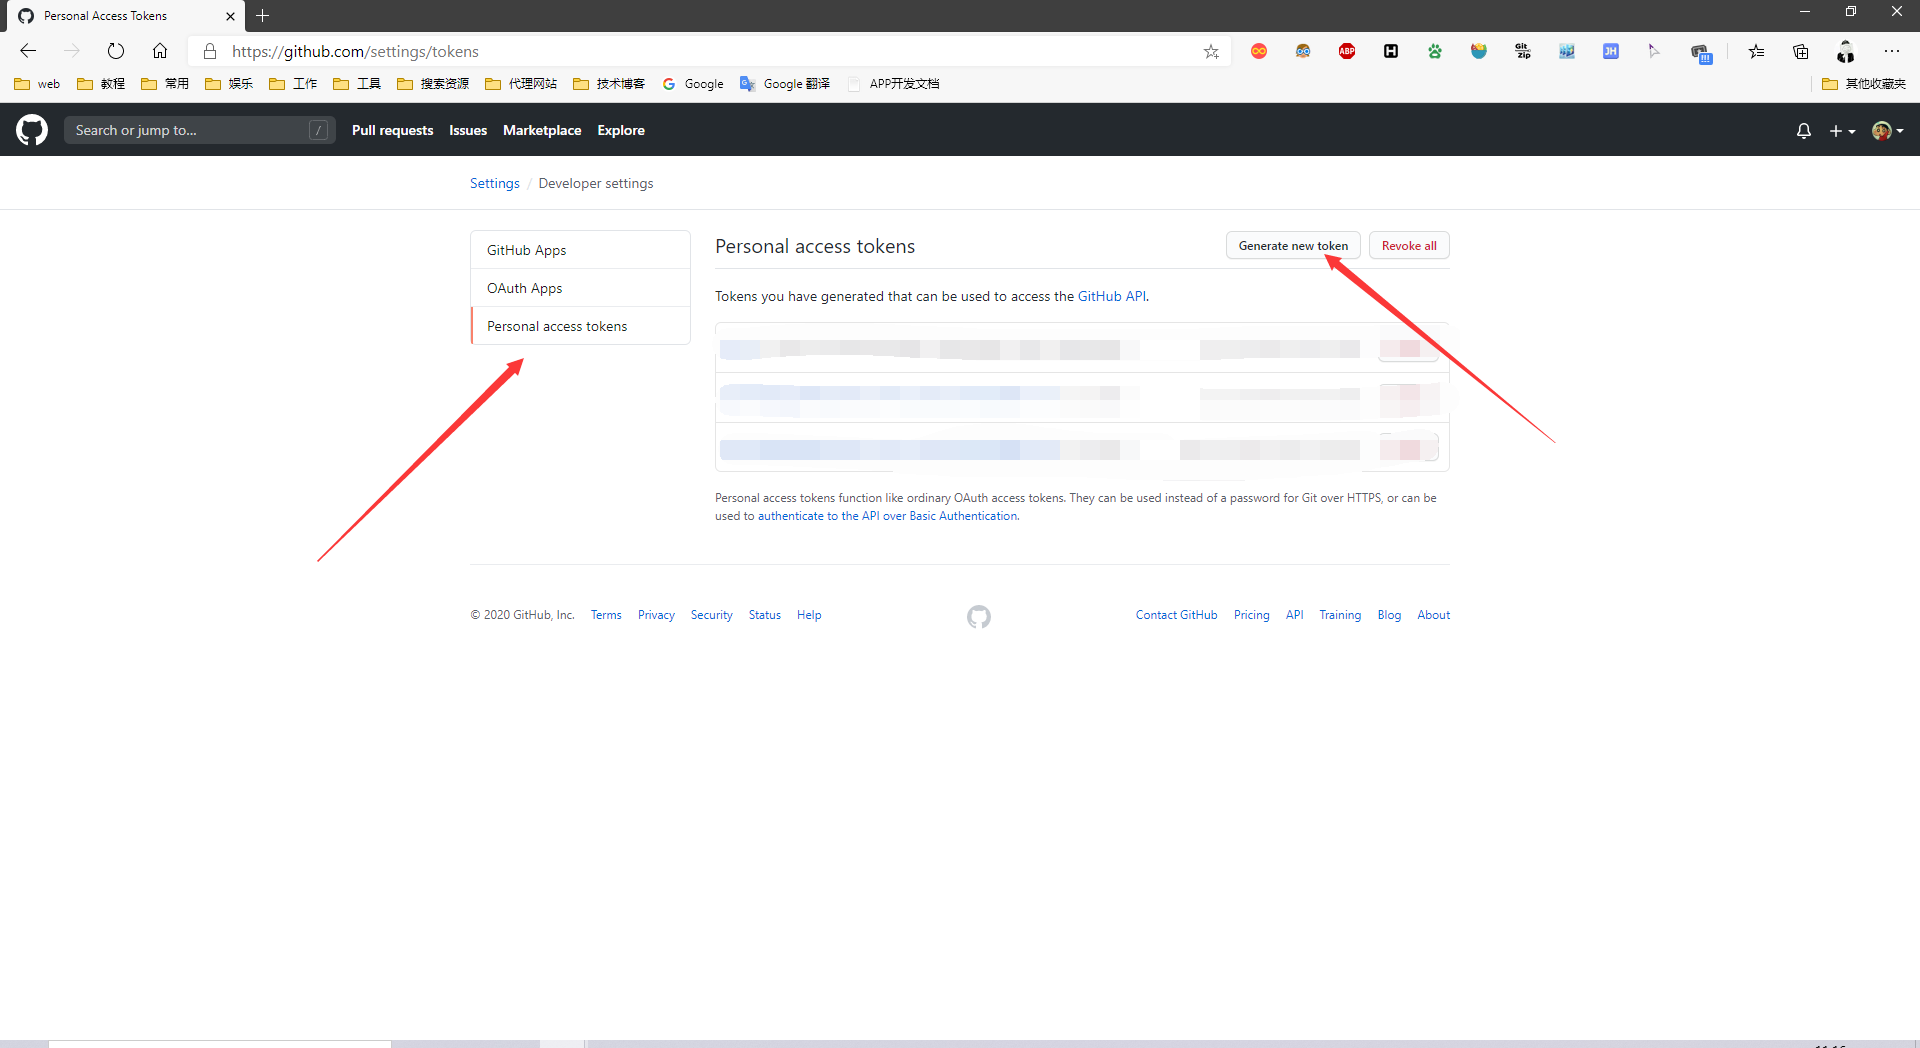 Personal Access Tokens
https://github.com/settings/tokens
web 教程 常用 娱乐 工作 工具 搜索资源 代理网站 技术博客 Google Google 翻译 APP开发文档 其他收藏夹
Search or jump to... / Pull requests Issues Marketplace Explore
Settings / Developer settings
GitHub Apps
OAuth Apps
Personal access tokens
Personal access tokens Generate new token Revoke all
Tokens you have generated that can be used to access the GitHub API.
Personal access tokens function like ordinary OAuth access tokens. They can be used instead of a password for Git over HTTPS, or can be
used to authenticate to the API over Basic Authentication.
© 2020 GitHub, Inc. Terms Privacy Security Status Help Contact GitHub Pricing API Training Blog About